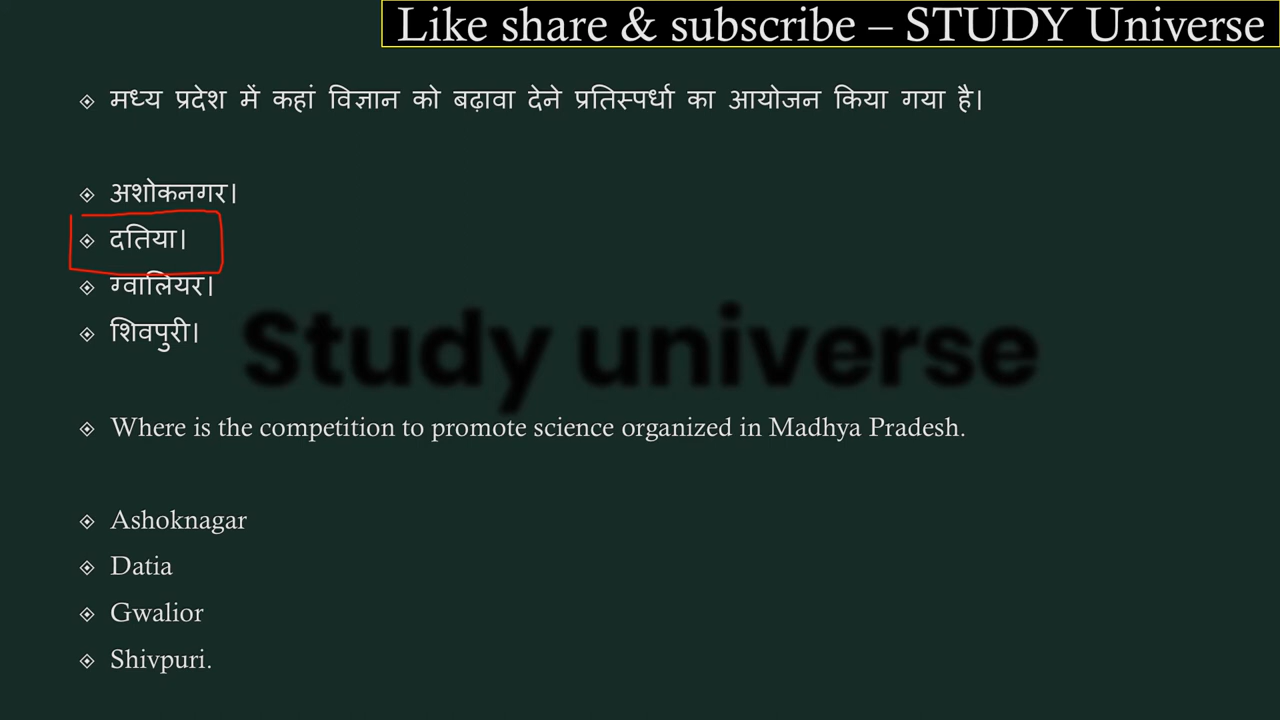 Like share & subscribe – STUDY Universe
मध्य प्रदेश में कहां विज्ञान को बढ़ावा देने प्रतिस्पर्धा का आयोजन किया गया है।
अशोकनगर।
दतिया।
ग्वालियर।
शिवपुरी।
Study universe
Where is the competition to promote science organized in Madhya Pradesh.
Ashoknagar
Datia
Gwalior
Shivpuri.